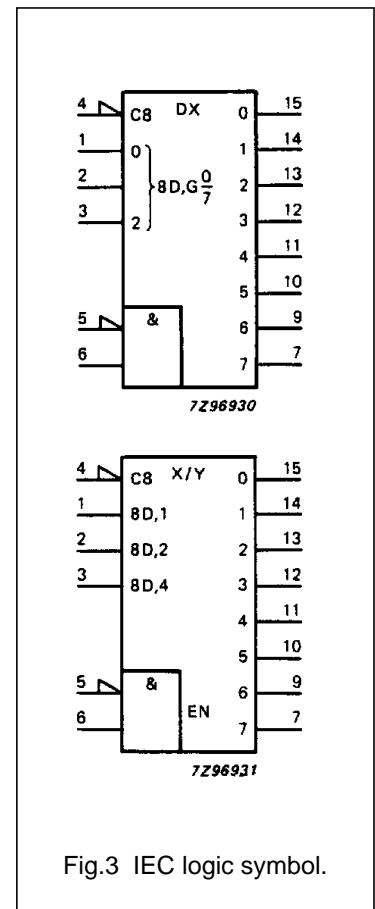 4 C8 DX 0 15
1 0 1 14
2 8D,G 0/7 2 13
3 2 3 12
4 11
5 10
5 & 6 9
6 7 7
7Z96930
4 C8 X/Y 0 15
1 8D,1 1 14
2 8D,2 2 13
3 8D,4 3 12
4 11
5 10
5 & 6 9
6 EN 7 7
7Z96931
Fig.3 IEC logic symbol.